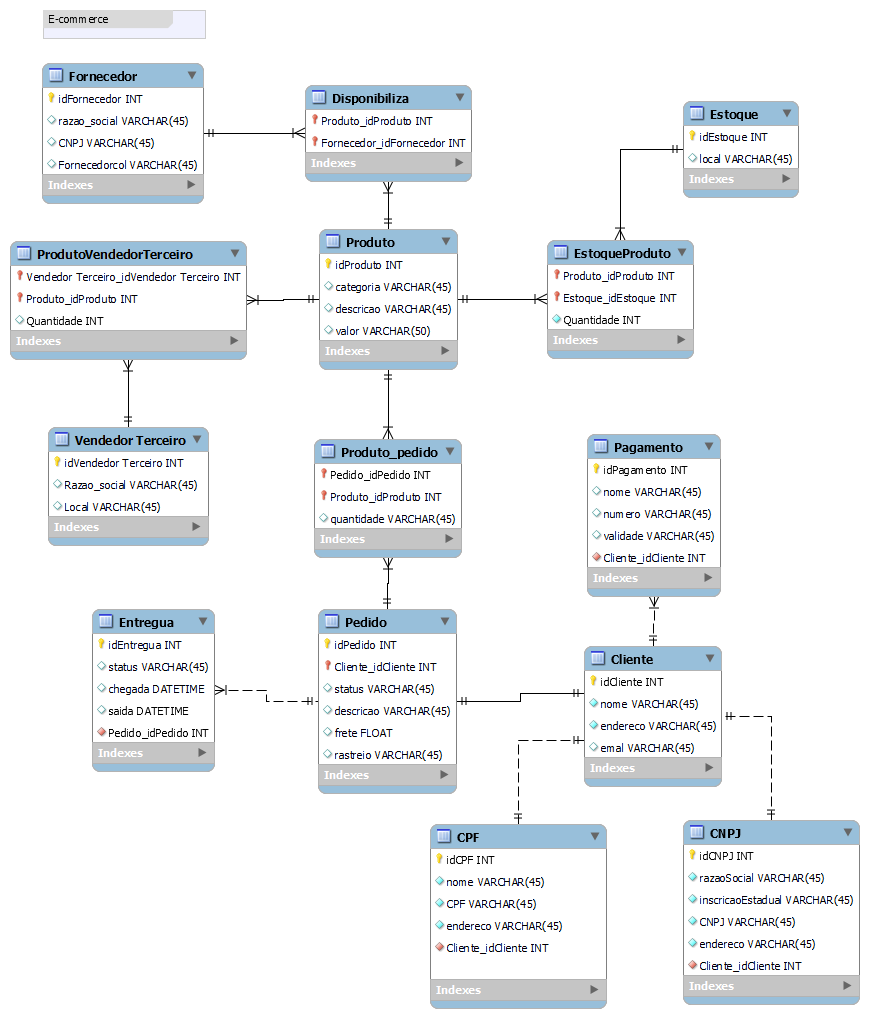 E-commerce
Fornecedor
idFornecedor INT
razao_social VARCHAR(45)
CNPJ VARCHAR(45)
Fornecedorcol VARCHAR(45)
Indexes
Disponibiliza
Produto_idProduto INT
Fornecedor_idFornecedor INT
Indexes
Estoque
idEstoque INT
local VARCHAR(45)
Indexes
ProdutoVendedorTerceiro
Vendedor Terceiro_idVendedor Terceiro INT
Produto_idProduto INT
Quantidade INT
Indexes
Produto
idProduto INT
categoria VARCHAR(45)
descricao VARCHAR(45)
valor VARCHAR(50)
Indexes
EstoqueProduto
Produto_idProduto INT
Estoque_idEstoque INT
Quantidade INT
Indexes
Vendedor Terceiro
idVendedor Terceiro INT
Razao_social VARCHAR(45)
Local VARCHAR(45)
Indexes
Produto_pedido
Pedido_idPedido INT
Produto_idProduto INT
quantidade VARCHAR(45)
Indexes
Pagamento
idPagamento INT
nome VARCHAR(45)
numero VARCHAR(45)
validade VARCHAR(45)
Cliente_idCliente INT
Indexes
Entregua
idEntregua INT
status VARCHAR(45)
chegada DATETIME
saida DATETIME
Pedido_idPedido INT
Indexes
Pedido
idPedido INT
Cliente_idCliente INT
status VARCHAR(45)
descricao VARCHAR(45)
frete FLOAT
rastreio VARCHAR(45)
Indexes
Cliente
idCliente INT
nome VARCHAR(45)
endereco VARCHAR(45)
emal VARCHAR(45)
Indexes
CPF
idCPF INT
nome VARCHAR(45)
CPF VARCHAR(45)
endereco VARCHAR(45)
Cliente_idCliente INT
Indexes
CNPJ
idCNPJ INT
razaoSocial VARCHAR(45)
inscricaoEstadual VARCHAR(45)
CNPJ VARCHAR(45)
endereco VARCHAR(45)
Cliente_idCliente INT
Indexes